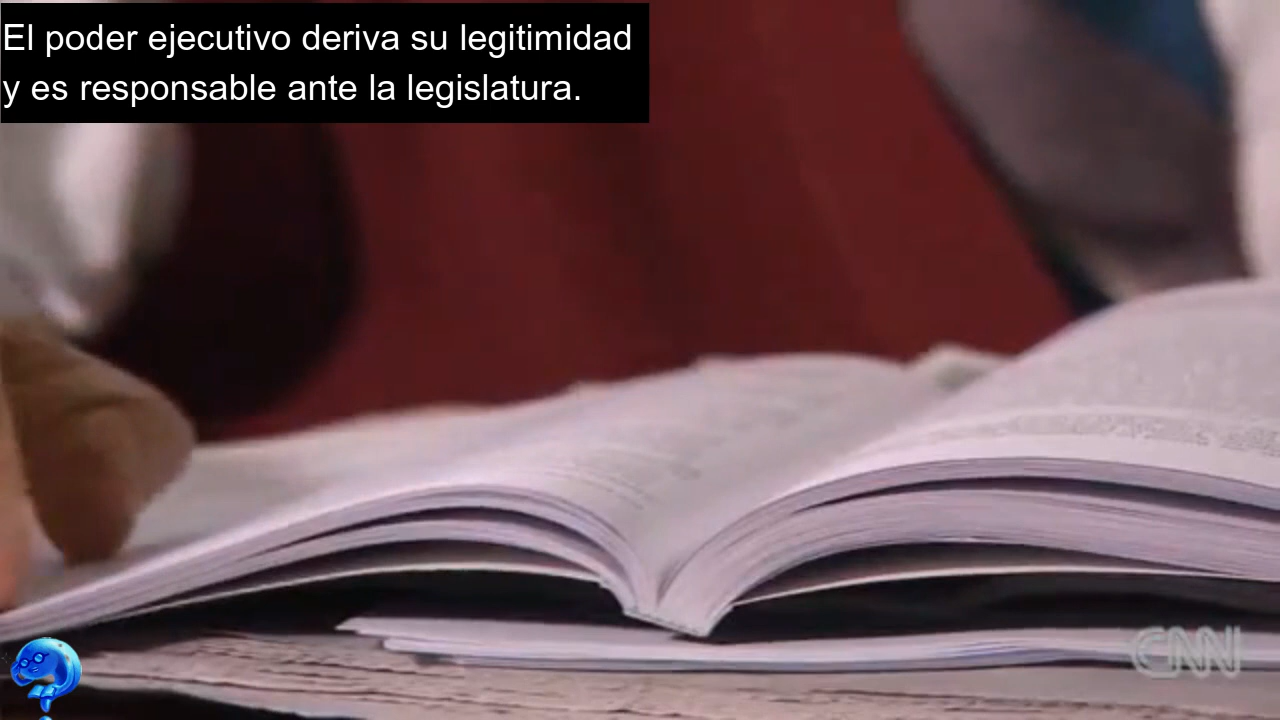 El poder ejecutivo deriva su legitimidad
y es responsable ante la legislatura.
CNN